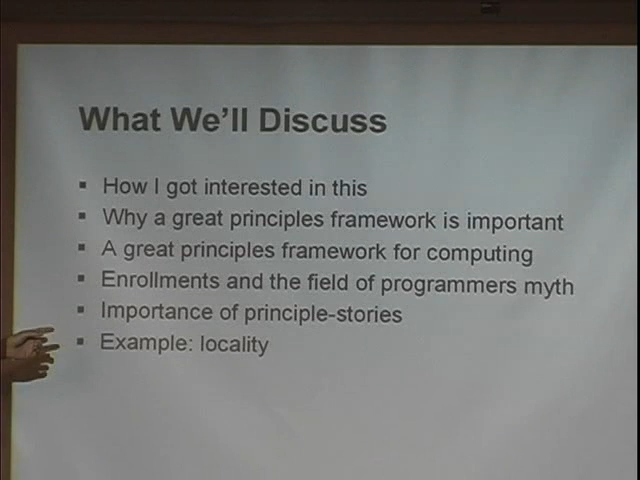 What We'll Discuss
▪ How I got interested in this
▪ Why a great principles framework is important
▪ A great principles framework for computing
▪ Enrollments and the field of programmers myth
▪ Importance of principle-stories
▪ Example: locality